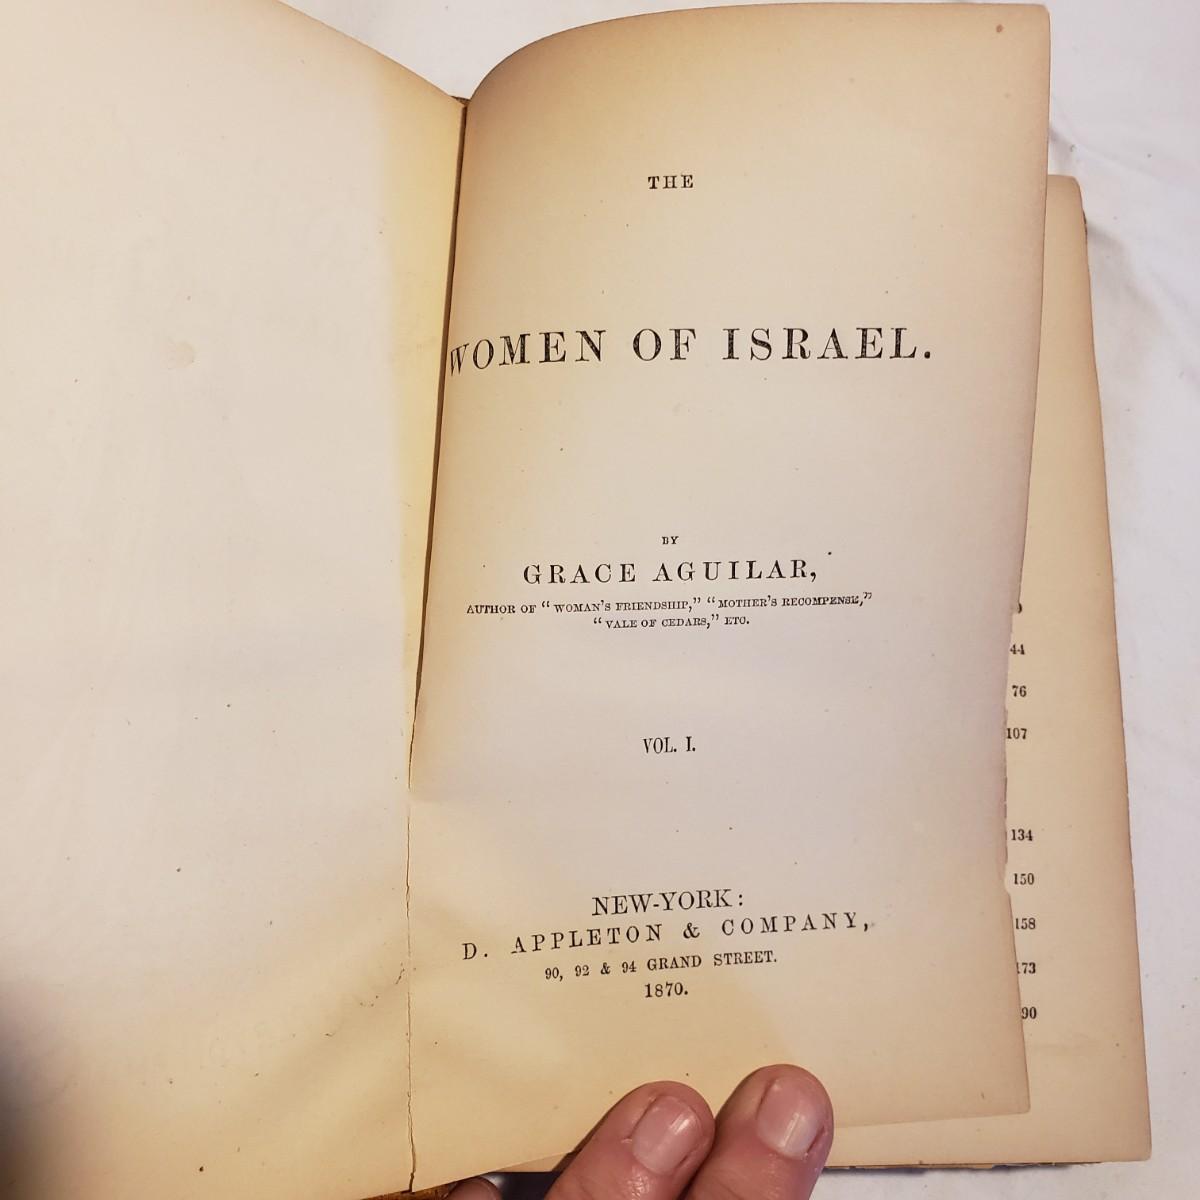 THE
WOMEN OF ISRAEL.
BY
GRACE AGUILAR,
AUTHOR OF “WOMAN'S FRIENDSHIP,” “MOTHER'S RECOMPENSE,”
“VALE OF CEDARS,” ETC.
VOL. I.
NEW-YORK:
D. APPLETON & COMPANY,
90, 92 & 94 GRAND STREET.
1870.
44
76
107
134
150
158
173
90